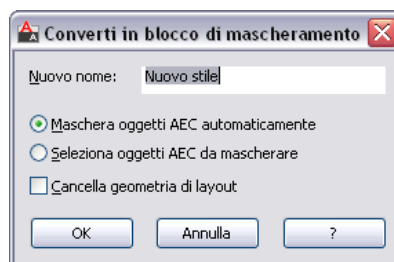 Converti in blocco di mascheramento
Nuovo nome: Nuovo stile
Maschera oggetti AEC automaticamente
Seleziona oggetti AEC da mascherare
Cancella geometria di layout
OK Annulla ?